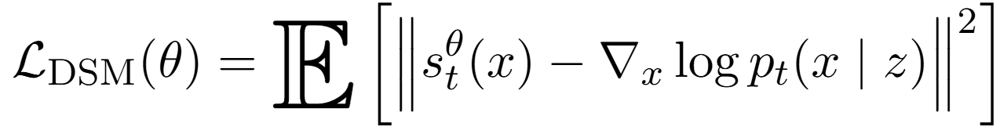 $\mathcal{L}_{\mathrm{DSM}}(\theta) = \mathbb{E}\left[\left\| s_t^\theta(x) - \nabla_x \log p_t(x \mid z) \right\|^2\right]$